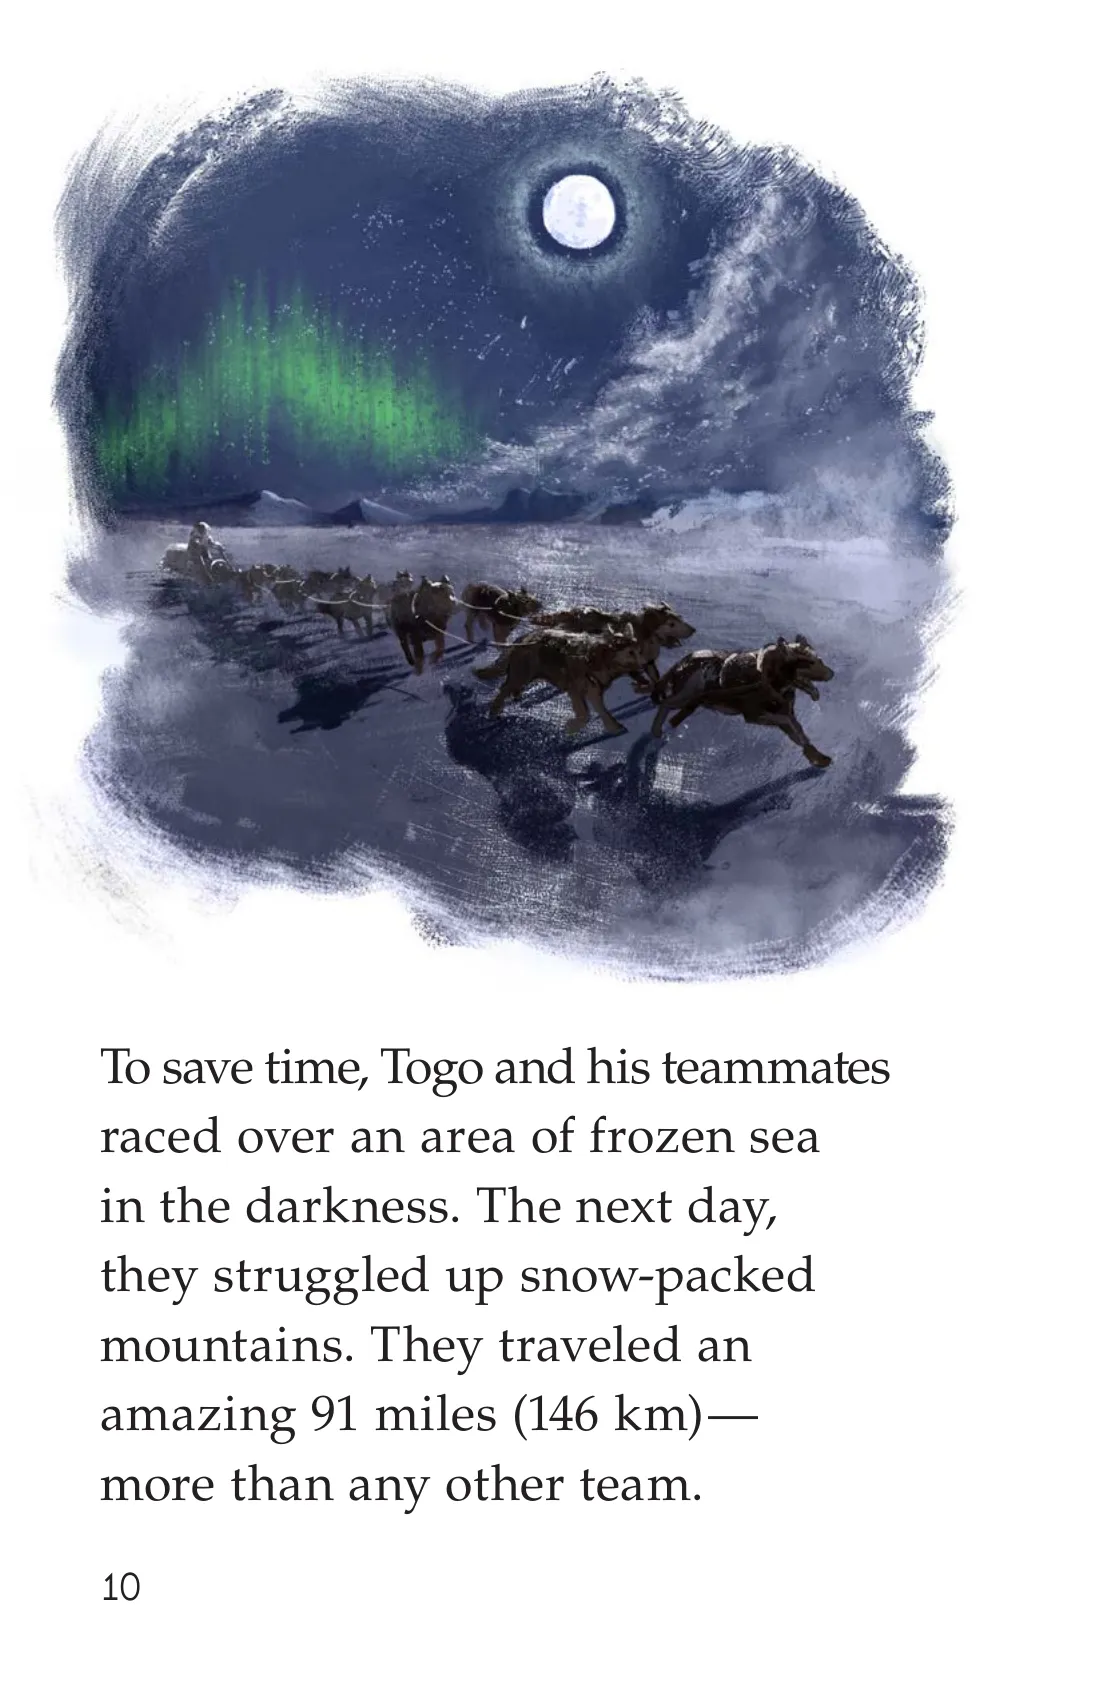 To save time, Togo and his teammates
raced over an area of frozen sea
in the darkness. The next day,
they struggled up snow-packed
mountains. They traveled an
amazing 91 miles (146 km)—
more than any other team.
10